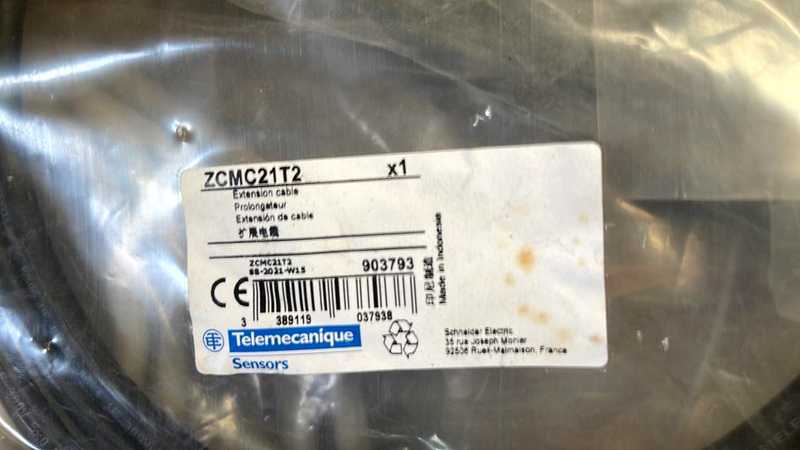 ZCMC21T2 x1
Extension cable
Prolongateur
Extensión de cable
扩展电缆
ZCMC21T2
903793
CE
3 389119 037938
印尼制造
Made in Indonesia
Telemecanique
Sensors
Schneider Electric
35 rue Joseph Monier
92506 Rueil-Malmaison, France